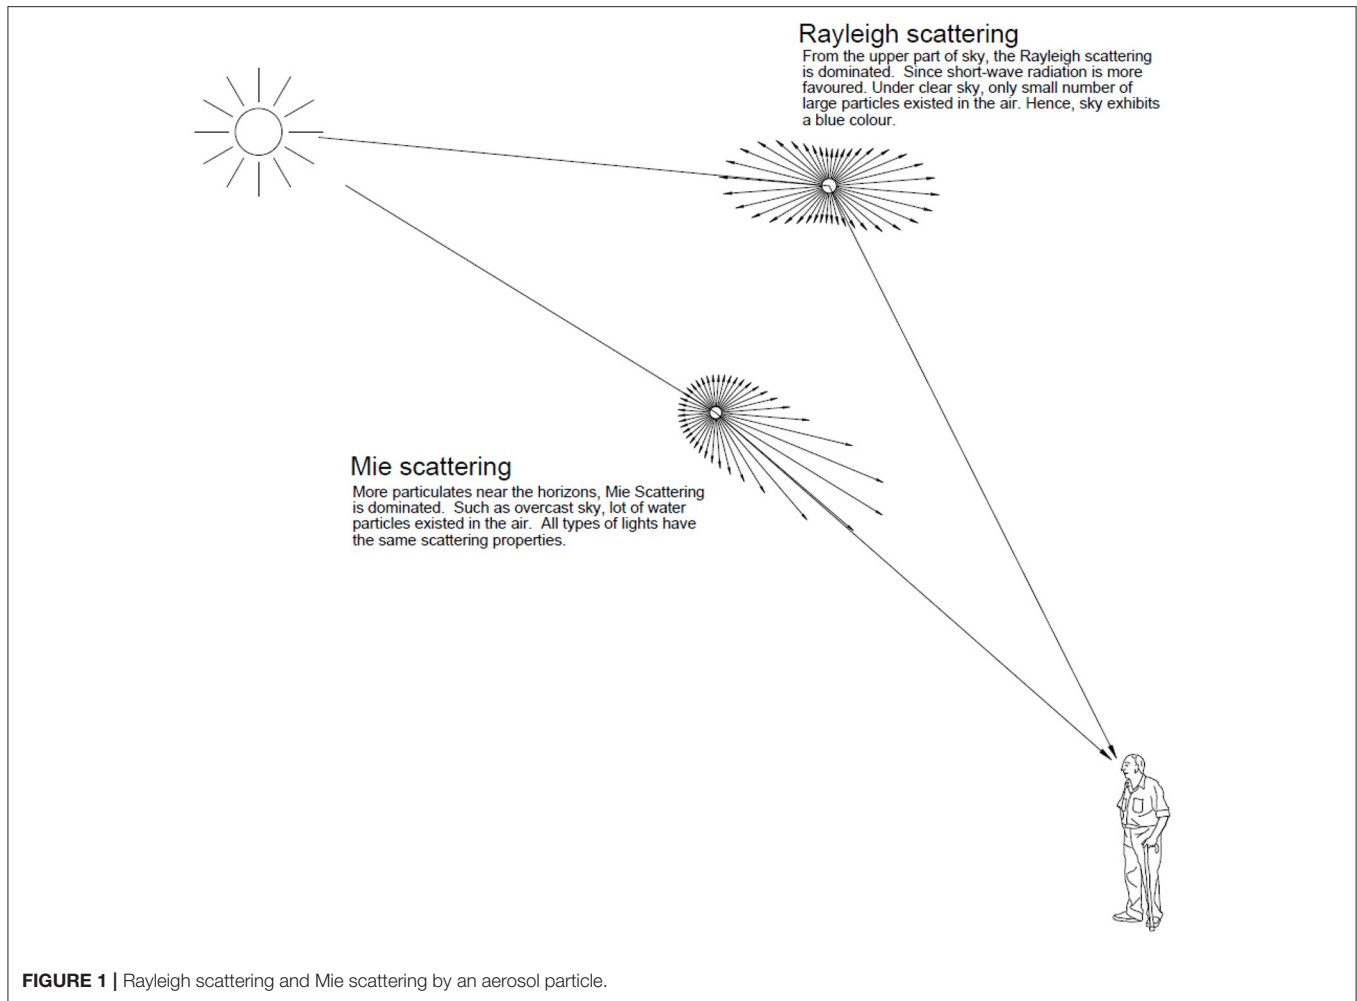 Rayleigh scattering
From the upper part of sky, the Rayleigh scattering
is dominated.  Since short-wave radiation is more
favoured. Under clear sky, only small number of
large particles existed in the air. Hence, sky exhibits
a blue colour.
Mie scattering
More particulates near the horizons, Mie Scattering
is dominated.  Such as overcast sky, lot of water
particles existed in the air.  All types of lights have
the same scattering properties.
FIGURE 1 | Rayleigh scattering and Mie scattering by an aerosol particle.